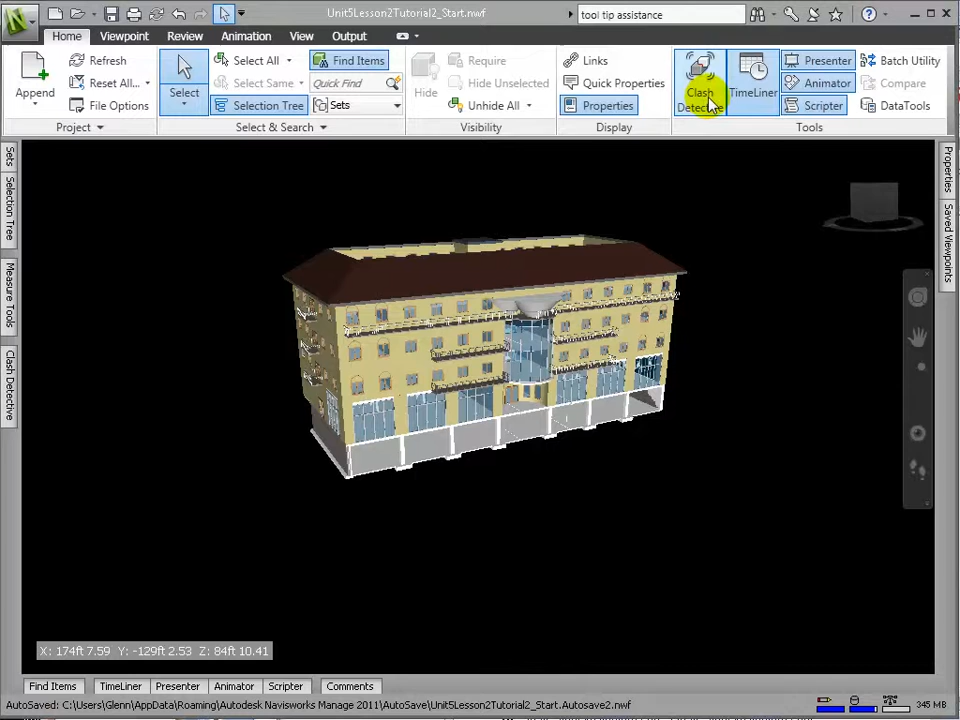 Unit5Lesson2Tutorial2_Start.nwf
tool tip assistance
Home Viewpoint Review Animation View Output
Append
Refresh
Reset All...
File Options
Project
Select
Select All
Select Same
Selection Tree
Find Items
Quick Find
Sets
Select & Search
Hide
Require
Hide Unselected
Unhide All
Visibility
Links
Quick Properties
Properties
Display
Clash
Detective
TimeLiner
Presenter
Animator
Scripter
Batch Utility
Compare
DataTools
Tools
Sets
Selection Tree
Measure Tools
Clash Detective
Properties
Saved Viewpoints
X: 174ft 7.59 Y: -129ft 2.53 Z: 84ft 10.41
Find Items TimeLiner Presenter Animator Scripter Comments
AutoSaved: C:\Users\Glenn\AppData\Roaming\Autodesk Navisworks Manage 2011\AutoSave\Unit5Lesson2Tutorial2_Start.Autosave2.nwf
345 MB